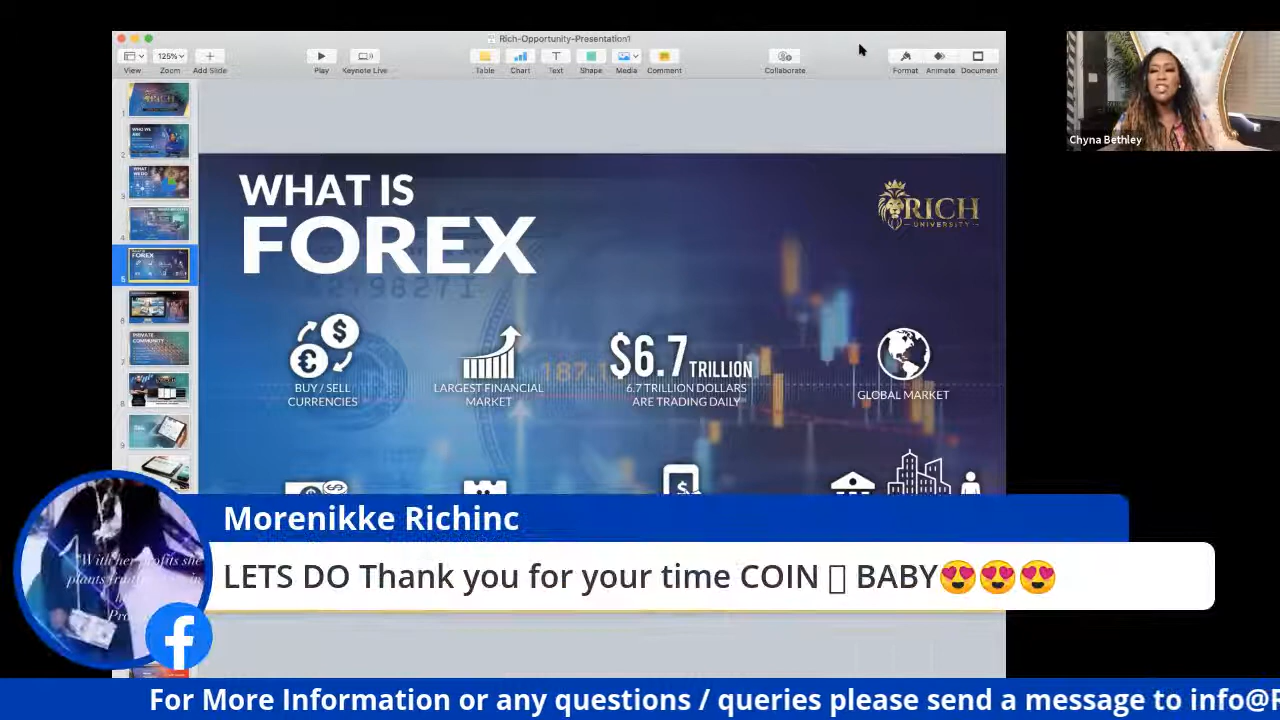 Rich-Opportunity-Presentation1
125%
View Zoom Add Slide Play Keynote Live Table Chart Text Shape Media Comment Collaborate Format Animate Document
Chyna Bethley
WHAT IS
FOREX
RICH
UNIVERSITY
BUY / SELL
CURRENCIES
LARGEST FINANCIAL
MARKET
$6.7 TRILLION
6.7 TRILLION DOLLARS
ARE TRADING DAILY
GLOBAL MARKET
Morenikke Richinc
LETS DO Thank you for your time COIN BABY😍😍😍
For More Information or any questions / queries please send a message to info@